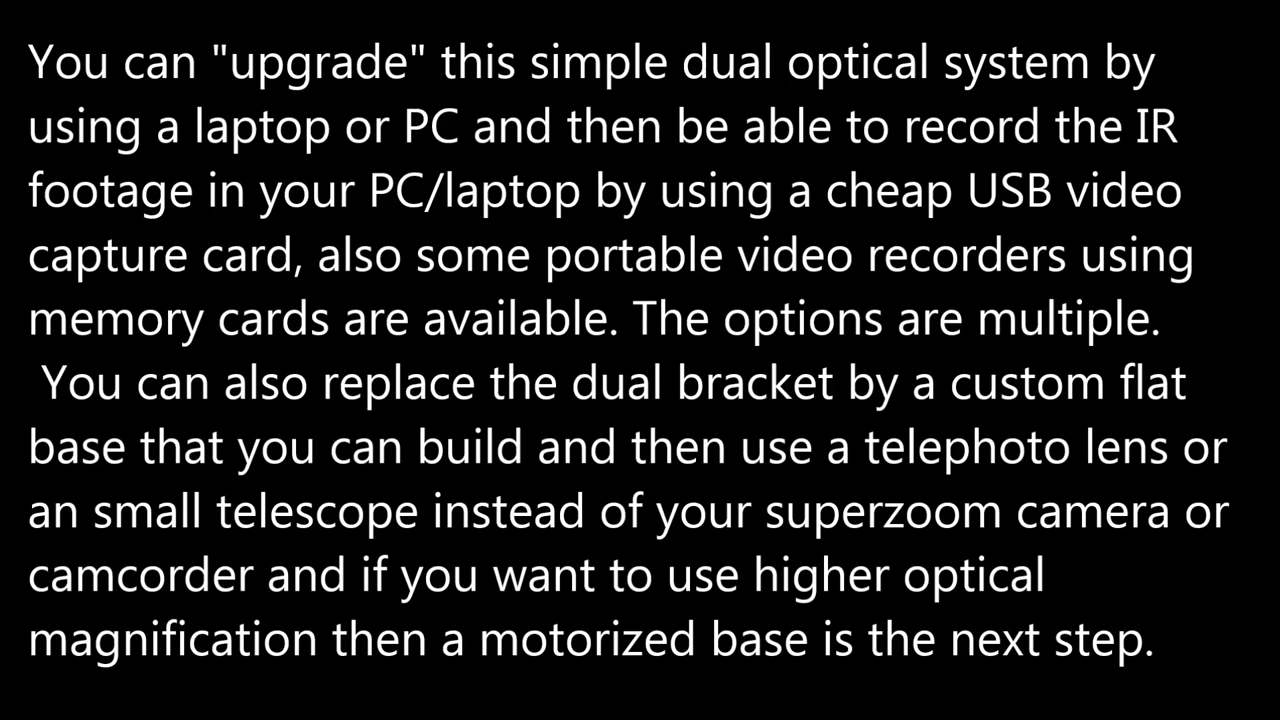 You can "upgrade" this simple dual optical system by
using a laptop or PC and then be able to record the IR
footage in your PC/laptop by using a cheap USB video
capture card, also some portable video recorders using
memory cards are available. The options are multiple.
You can also replace the dual bracket by a custom flat
base that you can build and then use a telephoto lens or
an small telescope instead of your superzoom camera or
camcorder and if you want to use higher optical
magnification then a motorized base is the next step.